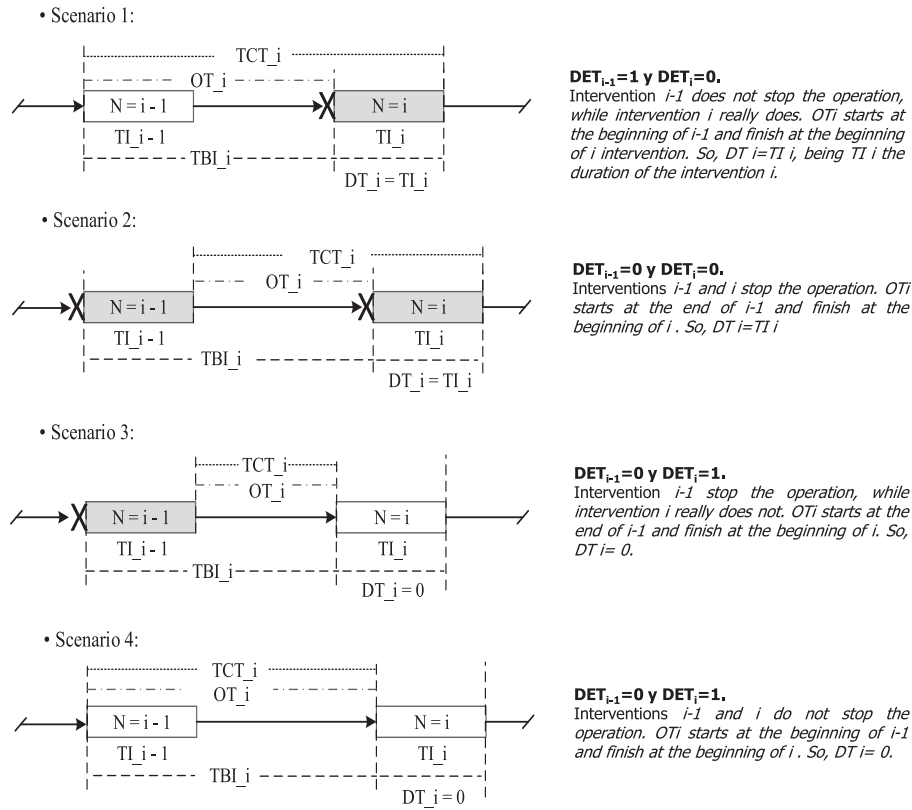 • Scenario 1:
TCT_i
OT_i
N = i - 1
X
N = i
TI_i - 1
TI_i
TBI_i
DT_i = TI_i
DETi-1=1 y DETi=0.
Intervention i-1 does not stop the operation,
while intervention i really does. OTi starts at
the beginning of i-1 and finish at the beginning
of i intervention. So, DT i=TI i, being TI i the
duration of the intervention i.
• Scenario 2:
TCT_i
OT_i
X
N = i - 1
X
N = i
TI_i - 1
TI_i
TBI_i
DT_i = TI_i
DETi-1=0 y DETi=0.
Interventions i-1 and i stop the operation. OTi
starts at the end of i-1 and finish at the
beginning of i . So, DT i=TI i
• Scenario 3:
TCT_i
OT_i
X
N = i - 1
N = i
TI_i - 1
TI_i
TBI_i
DT_i = 0
DETi-1=0 y DETi=1.
Intervention i-1 stop the operation, while
intervention i really does not. OTi starts at the
end of i-1 and finish at the beginning of i. So,
DT i= 0.
• Scenario 4:
TCT_i
OT_i
N = i - 1
N = i
TI_i - 1
TI_i
TBI_i
DT_i = 0
DETi-1=0 y DETi=1.
Interventions i-1 and i do not stop the
operation. OTi starts at the beginning of i-1
and finish at the beginning of i . So, DT i= 0.